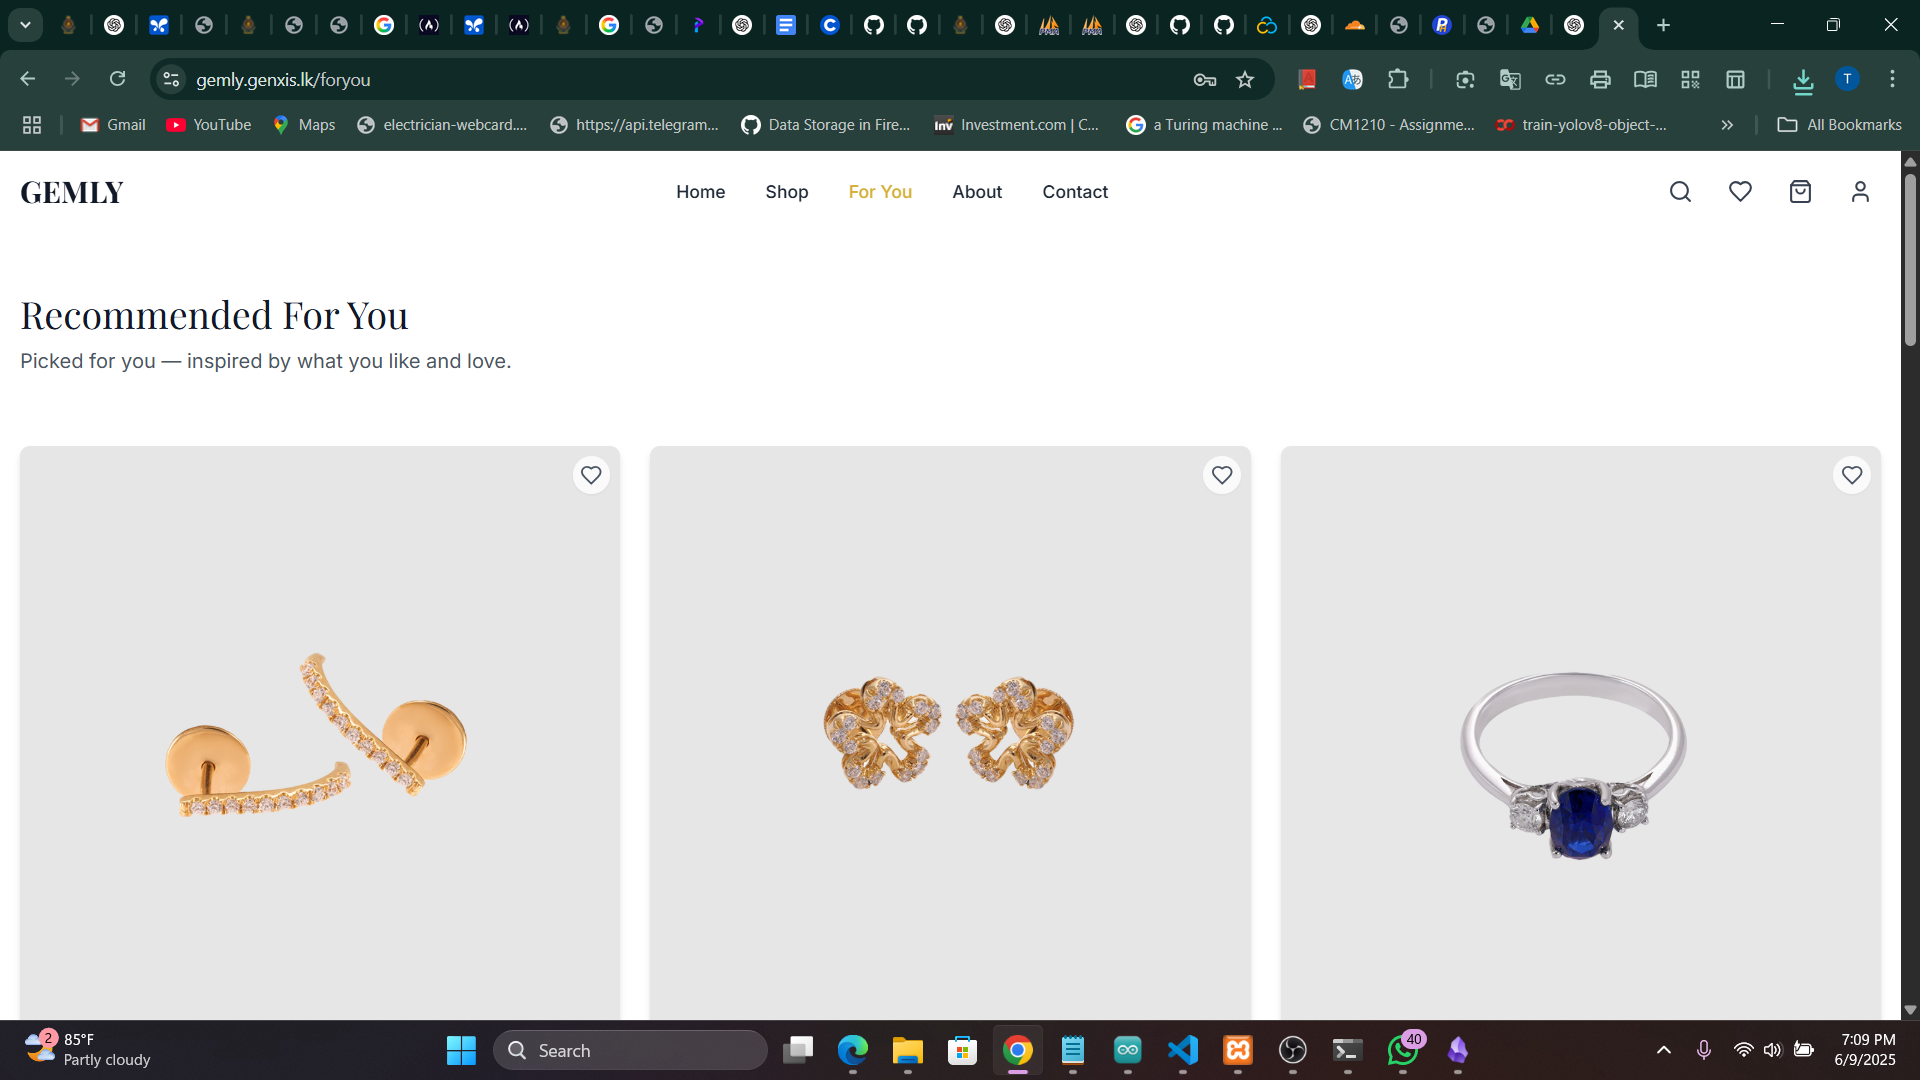 gemly.genxis.lk/foryou
T
Gmail
YouTube
Maps
electrician-webcard....
https://api.telegram...
Data Storage in Fire...
Investment.com | C...
a Turing machine ...
CM1210 - Assignme...
train-yolov8-object-...
All Bookmarks
GEMLY
Home
Shop
For You
About
Contact
Recommended For You
Picked for you — inspired by what you like and love.
2
85°F
Partly cloudy
Search
40
7:09 PM
6/9/2025